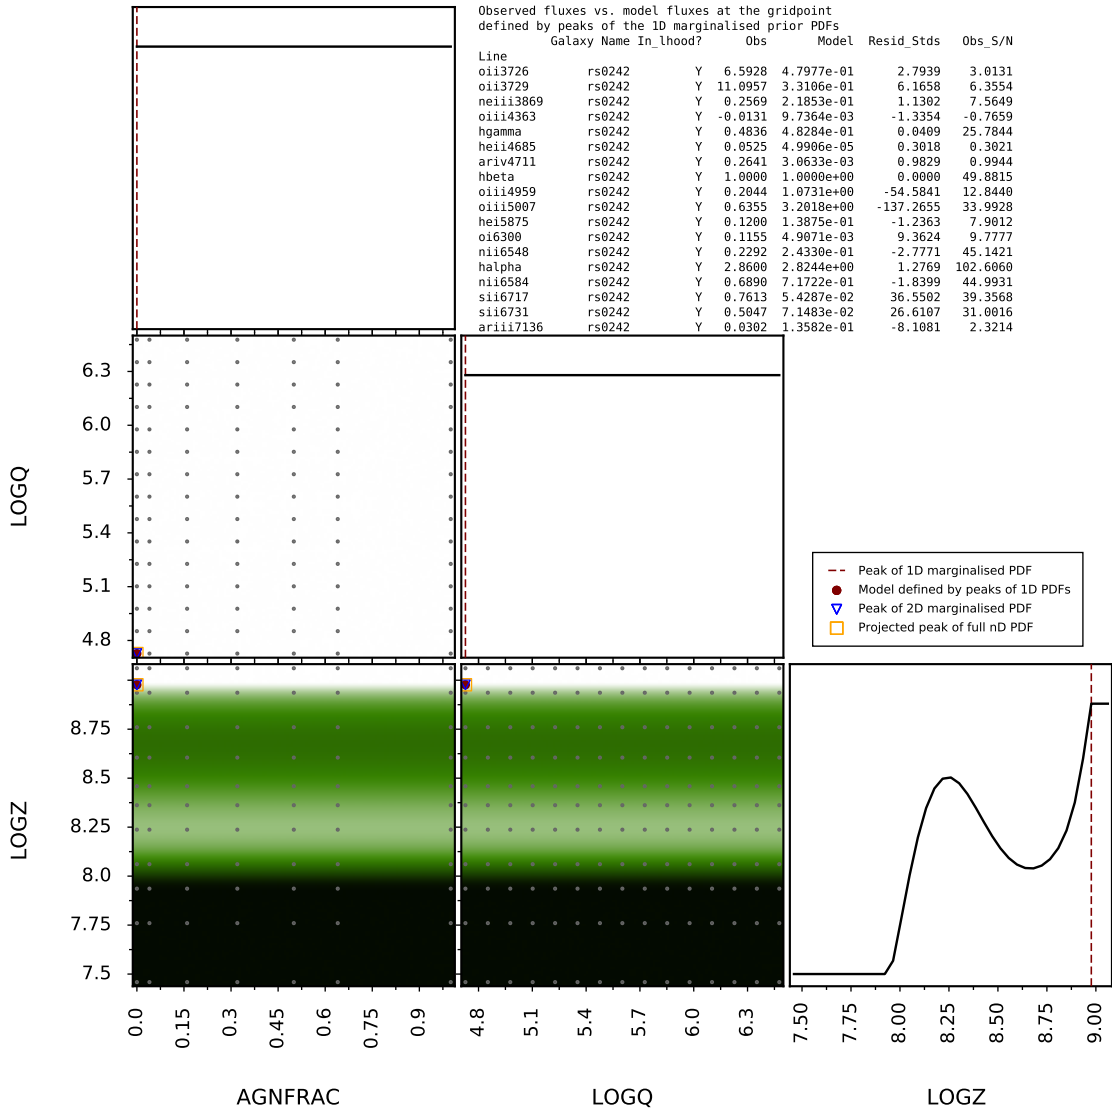 Observed fluxes vs. model fluxes at the gridpoint
defined by peaks of the 1D marginalised prior PDFs
Galaxy Name In_lhood? Obs Model Resid_Stds Obs_S/N
Line
oii3726 rs0242 Y 6.5928 4.7977e-01 2.7939 3.0131
oii3729 rs0242 Y 11.0957 3.3106e-01 6.1658 6.3554
neiii3869 rs0242 Y 0.2569 2.1853e-01 1.1302 7.5649
oiii4363 rs0242 Y -0.0131 9.7364e-03 -1.3354 -0.7659
hgamma rs0242 Y 0.4836 4.8284e-01 0.0409 25.7844
heii4685 rs0242 Y 0.0525 4.9906e-05 0.3018 0.3021
ariv4711 rs0242 Y 0.2641 3.0633e-03 0.9829 0.9944
hbeta rs0242 Y 1.0000 1.0000e+00 0.0000 49.8815
oiii4959 rs0242 Y 0.2044 1.0731e+00 -54.5841 12.8440
oiii5007 rs0242 Y 0.6355 3.2018e+00 -137.2655 33.9928
hei5875 rs0242 Y 0.1200 1.3875e-01 -1.2363 7.9012
oi6300 rs0242 Y 0.1155 4.9071e-03 9.3624 9.7777
nii6548 rs0242 Y 0.2292 2.4330e-01 -2.7771 45.1421
halpha rs0242 Y 2.8600 2.8244e+00 1.2769 102.6060
nii6584 rs0242 Y 0.6890 7.1722e-01 -1.8399 44.9931
sii6717 rs0242 Y 0.7613 5.4287e-02 36.5502 39.3568
sii6731 rs0242 Y 0.5047 7.1483e-02 26.6107 31.0016
ariii7136 rs0242 Y 0.0302 1.3582e-01 -8.1081 2.3214
LOGQ
6.3
6.0
5.7
5.4
5.1
4.8
Peak of 1D marginalised PDF
Model defined by peaks of 1D PDFs
Peak of 2D marginalised PDF
Projected peak of full nD PDF
LOGZ
8.75
8.5
8.25
8.0
7.75
7.5
0.0 0.15 0.3 0.45 0.6 0.75 0.9
4.8 5.1 5.4 5.7 6.0 6.3
7.50 7.75 8.00 8.25 8.50 8.75 9.00
AGNFRAC LOGQ LOGZ